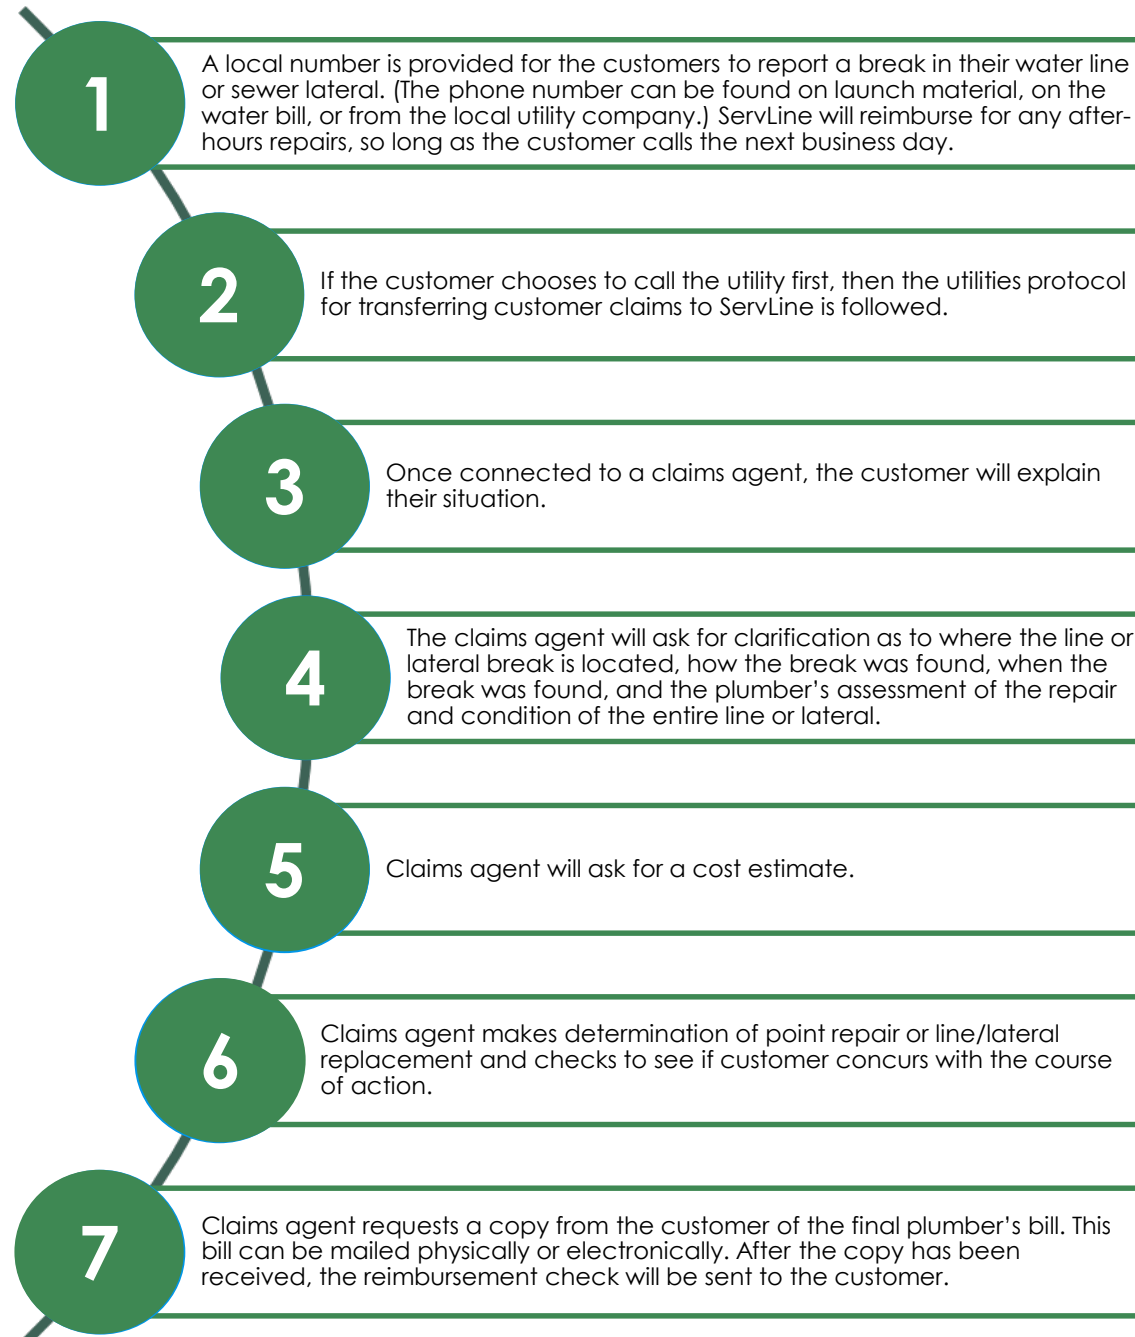 1
A local number is provided for the customers to report a break in their water line
or sewer lateral. (The phone number can be found on launch material, on the
water bill, or from the local utility company.) ServLine will reimburse for any after-
hours repairs, so long as the customer calls the next business day.
2
If the customer chooses to call the utility first, then the utilities protocol
for transferring customer claims to ServLine is followed.
3
Once connected to a claims agent, the customer will explain
their situation.
4
The claims agent will ask for clarification as to where the line or
lateral break is located, how the break was found, when the
break was found, and the plumber’s assessment of the repair
and condition of the entire line or lateral.
5
Claims agent will ask for a cost estimate.
6
Claims agent makes determination of point repair or line/lateral
replacement and checks to see if customer concurs with the course
of action.
7
Claims agent requests a copy from the customer of the final plumber’s bill. This
bill can be mailed physically or electronically. After the copy has been
received, the reimbursement check will be sent to the customer.